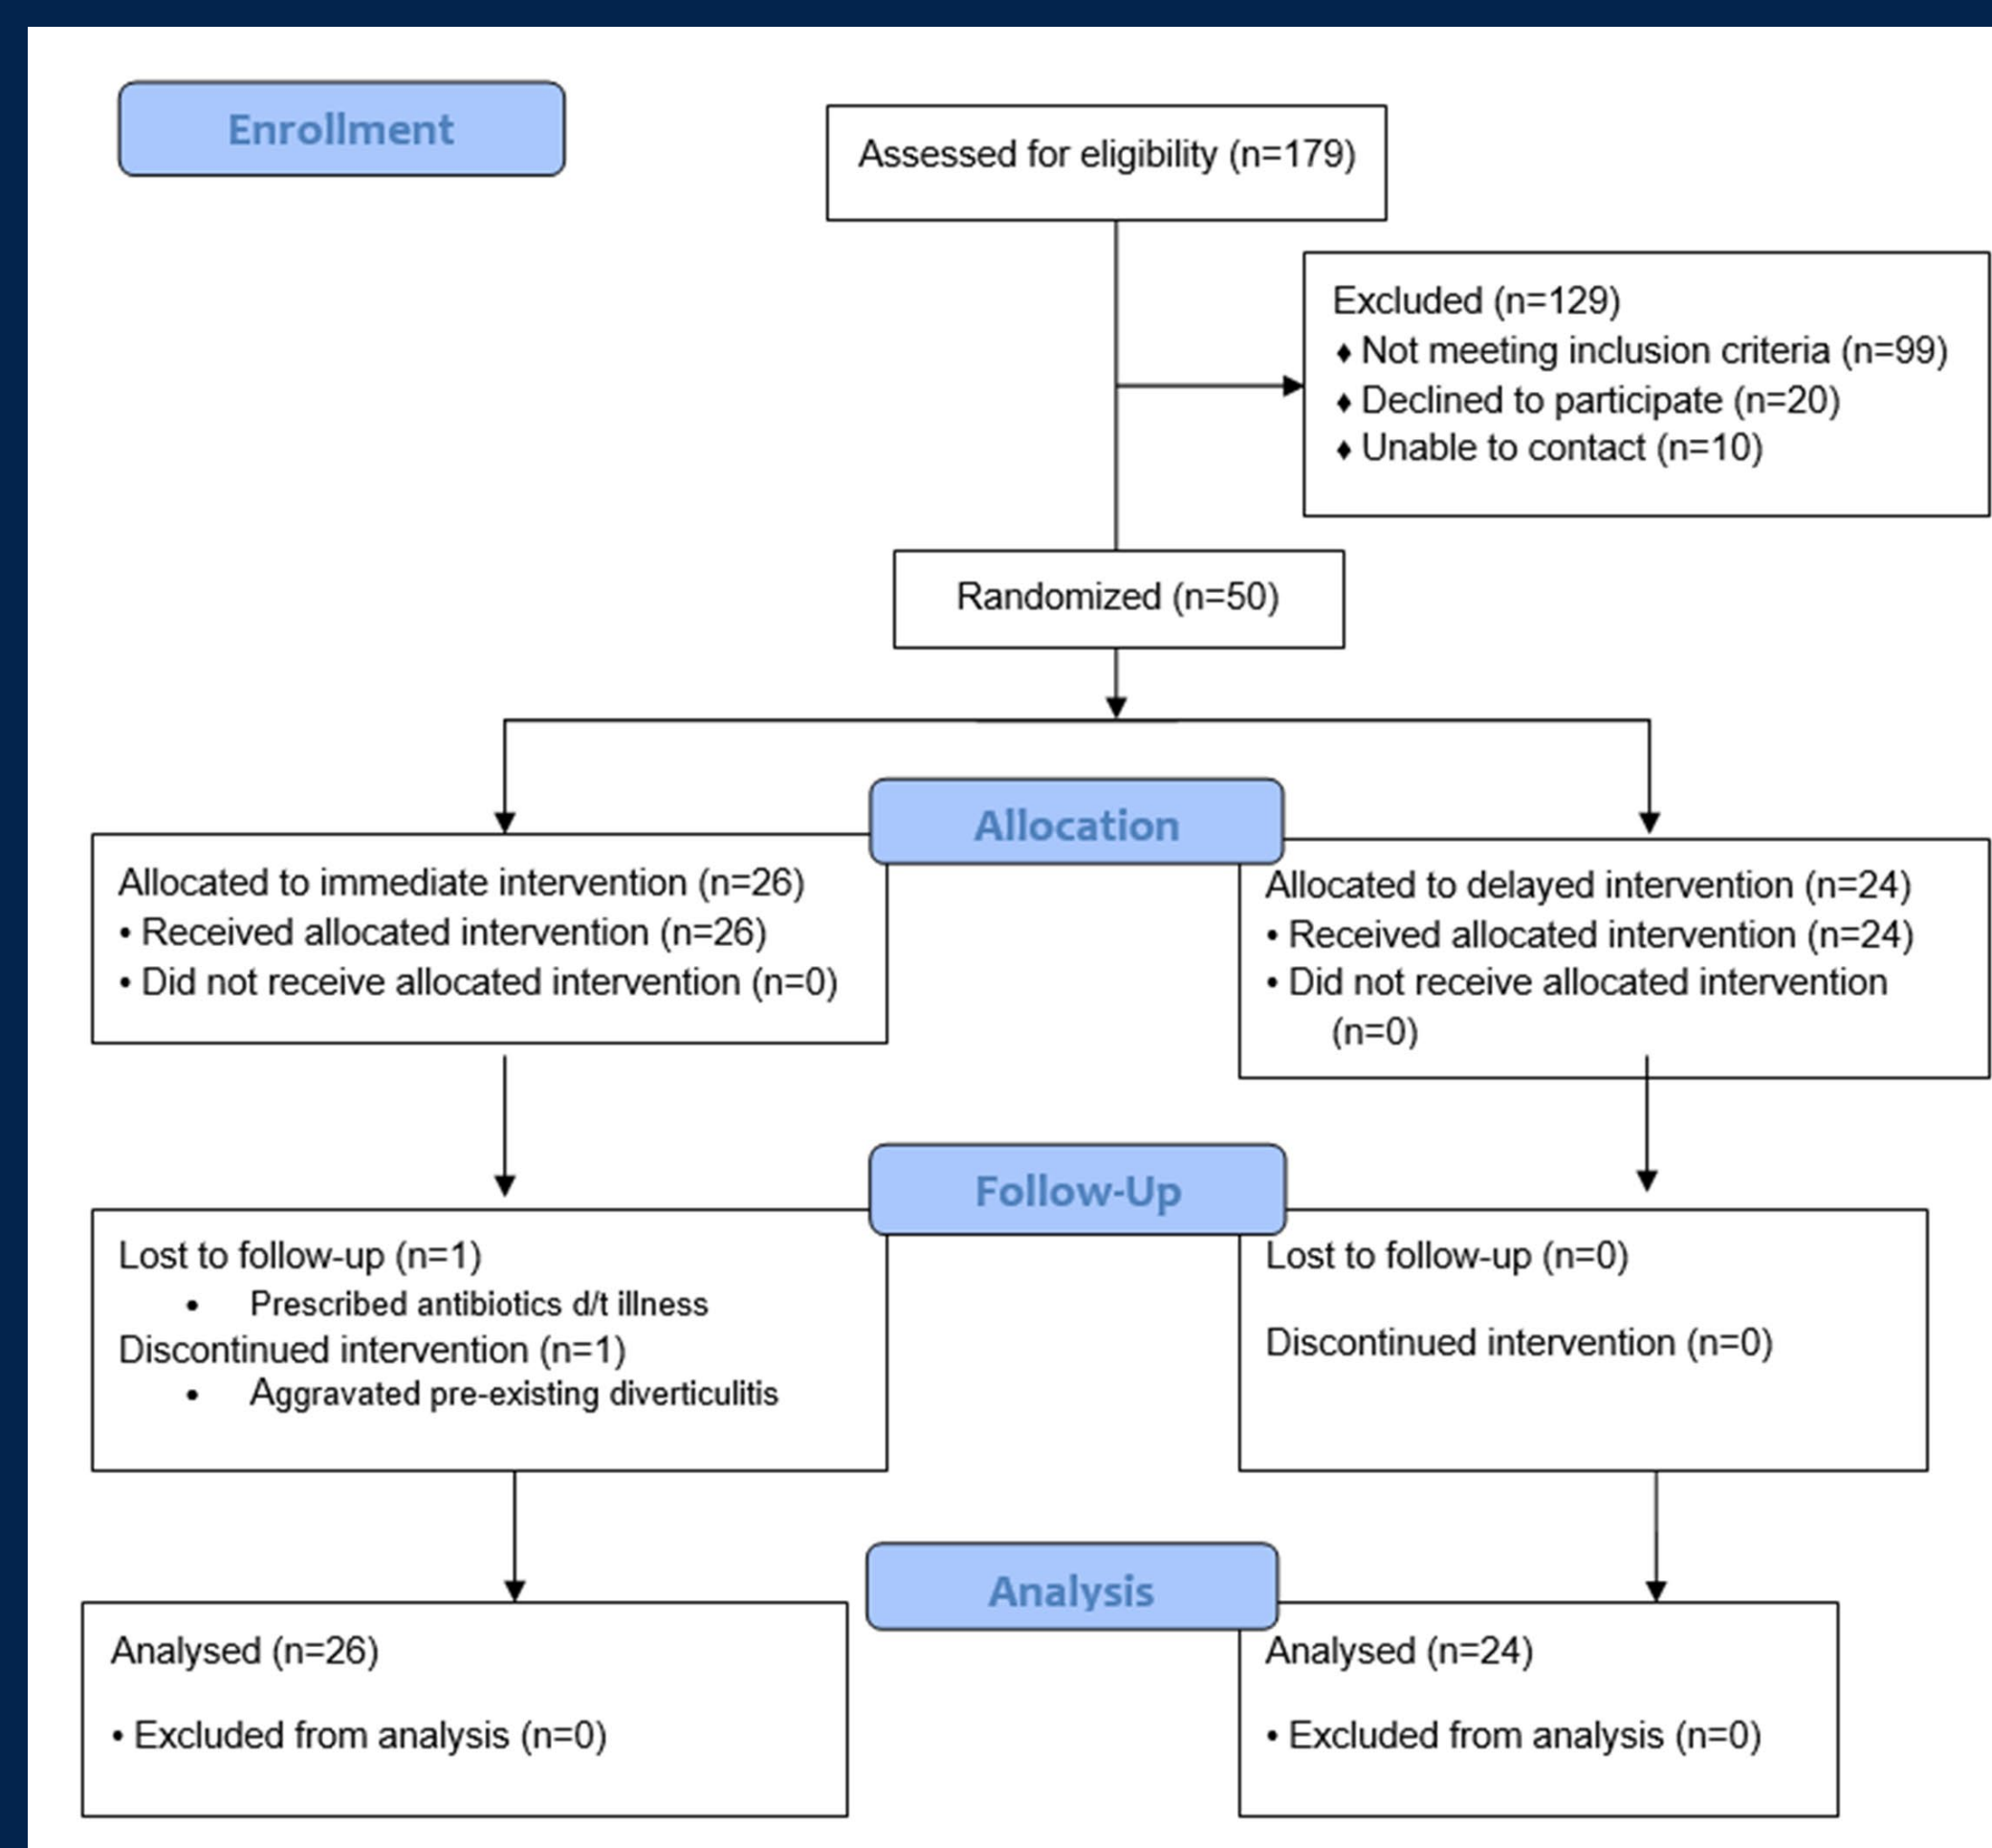 Enrollment
Assessed for eligibility (n=179)
Excluded (n=129)
♦ Not meeting inclusion criteria (n=99)
♦ Declined to participate (n=20)
♦ Unable to contact (n=10)
Randomized (n=50)
Allocation
Allocated to immediate intervention (n=26)
• Received allocated intervention (n=26)
• Did not receive allocated intervention (n=0)
Allocated to delayed intervention (n=24)
• Received allocated intervention (n=24)
• Did not receive allocated intervention
(n=0)
Follow-Up
Lost to follow-up (n=1)
• Prescribed antibiotics d/t illness
Discontinued intervention (n=1)
• Aggravated pre-existing diverticulitis
Lost to follow-up (n=0)
Discontinued intervention (n=0)
Analysis
Analysed (n=26)
• Excluded from analysis (n=0)
Analysed (n=24)
• Excluded from analysis (n=0)